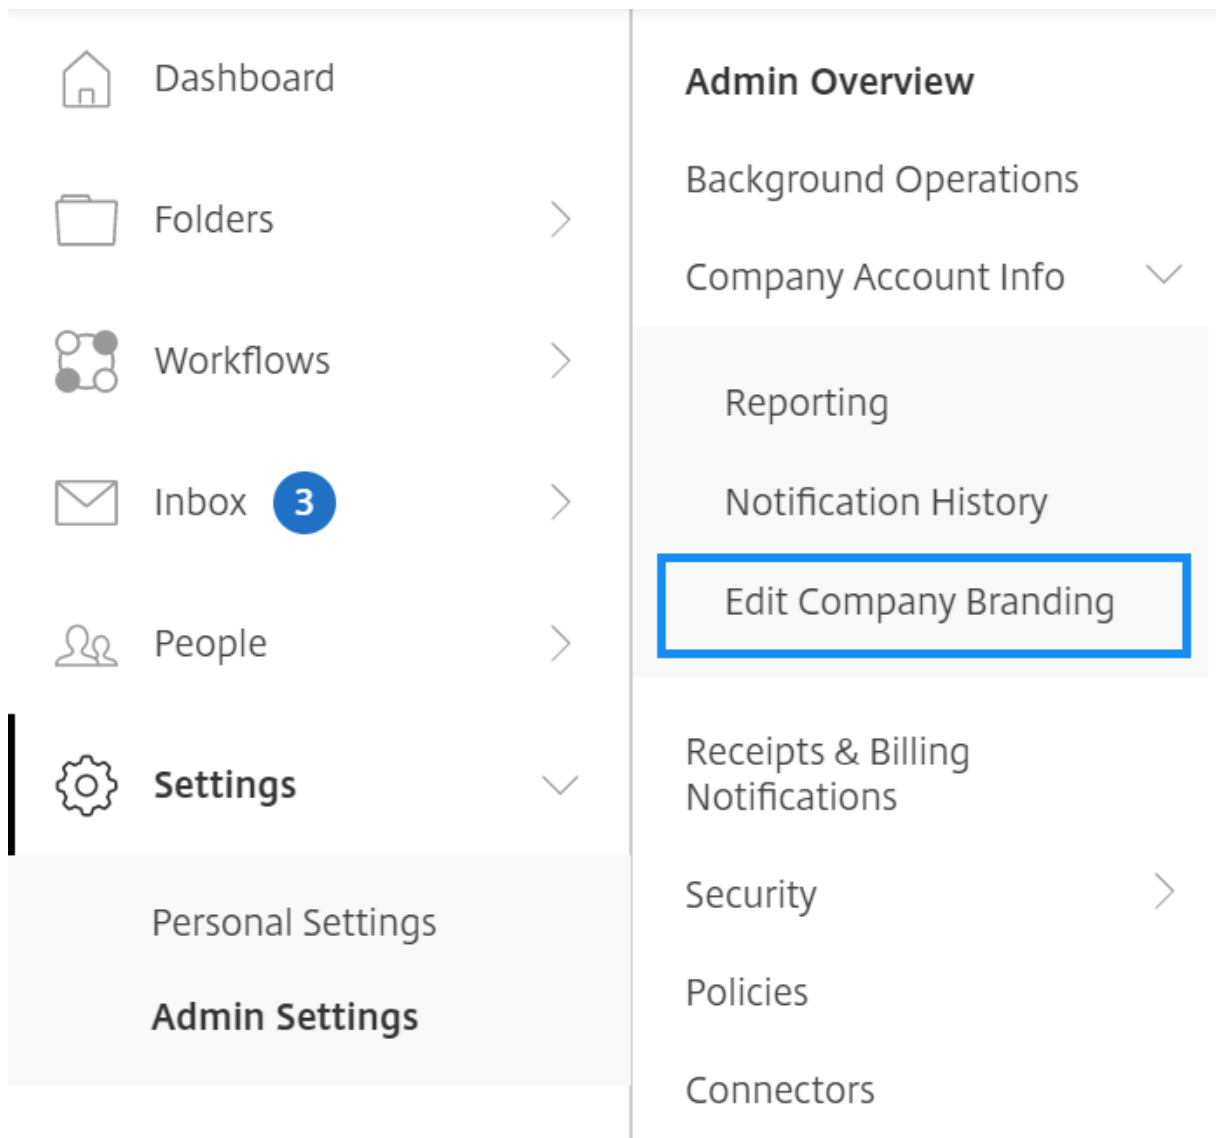 Dashboard
Folders
Workflows
Inbox 3
People
Settings
Personal Settings
Admin Settings
Admin Overview
Background Operations
Company Account Info
Reporting
Notification History
Edit Company Branding
Receipts & Billing
Notifications
Security
Policies
Connectors